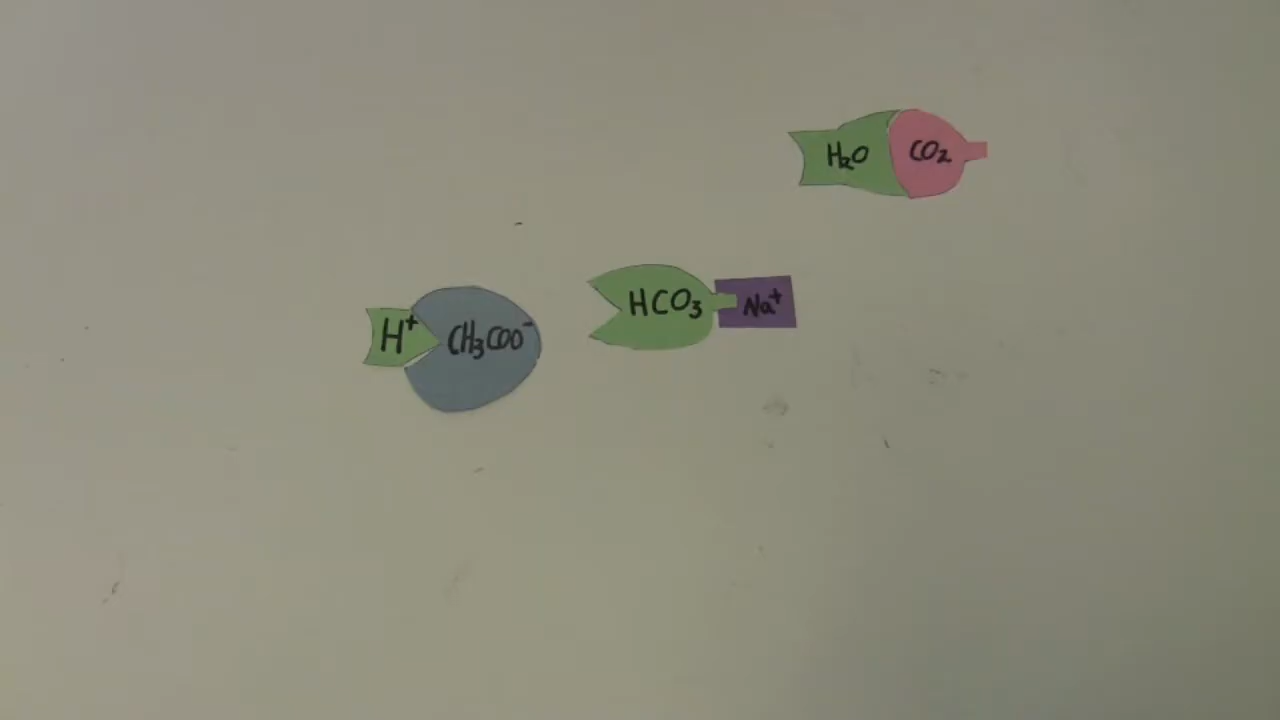 H₂O CO₂
HCO₃ Na⁺
H⁺ CH₃COO⁻